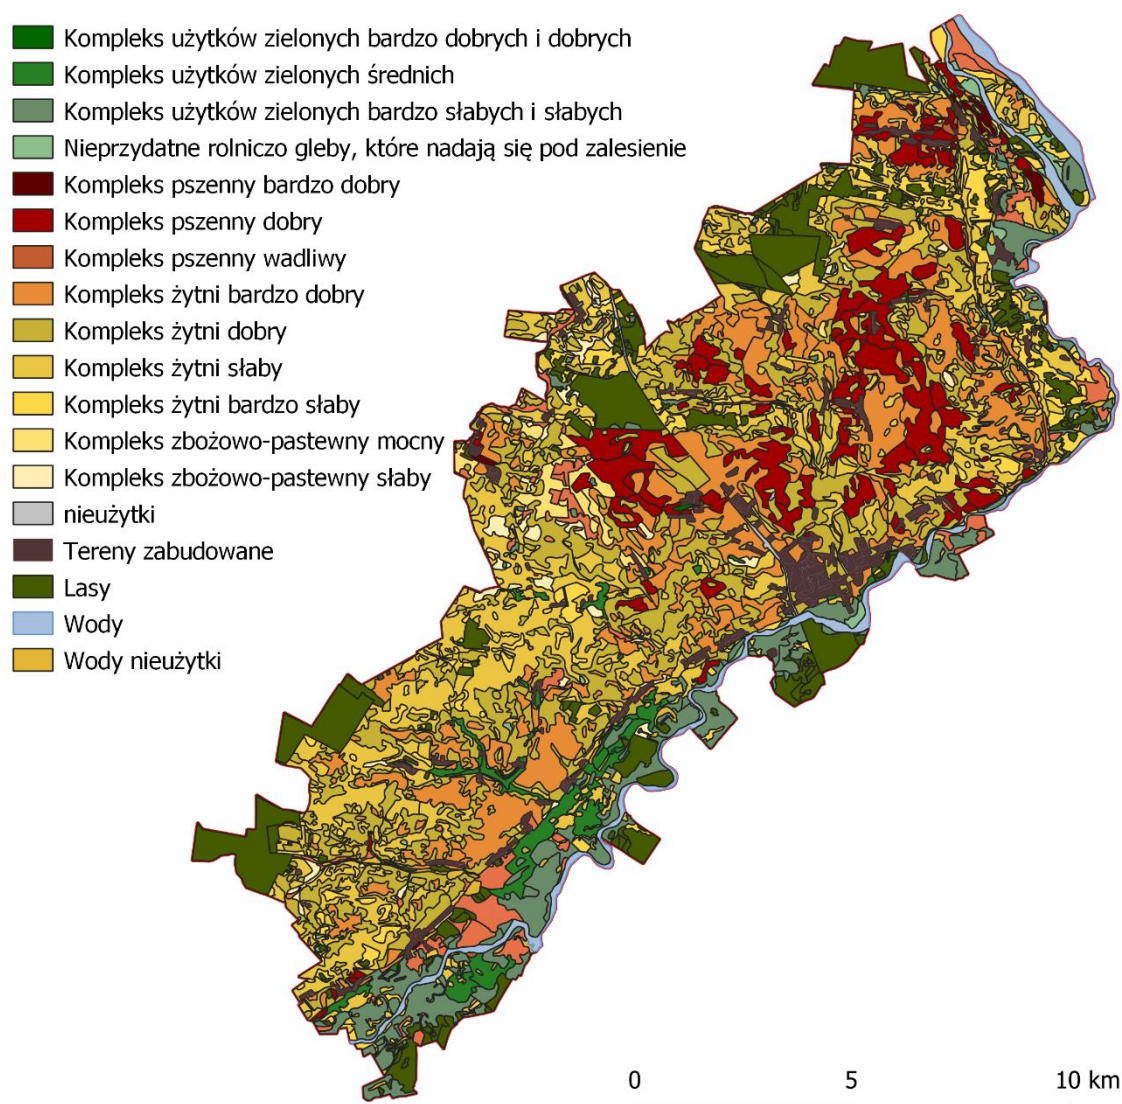 Kompleks użytków zielonych bardzo dobrych i dobrych
Kompleks użytków zielonych średnich
Kompleks użytków zielonych bardzo słabych i słabych
Nieprzydatne rolniczo gleby, które nadają się pod zalesienie
Kompleks pszenny bardzo dobry
Kompleks pszenny dobry
Kompleks pszenny wadliwy
Kompleks żytni bardzo dobry
Kompleks żytni dobry
Kompleks żytni słaby
Kompleks żytni bardzo słaby
Kompleks zbożowo-pastewny mocny
Kompleks zbożowo-pastewny słaby
nieużytki
Tereny zabudowane
Lasy
Wody
Wody nieużytki
0 5 10 km